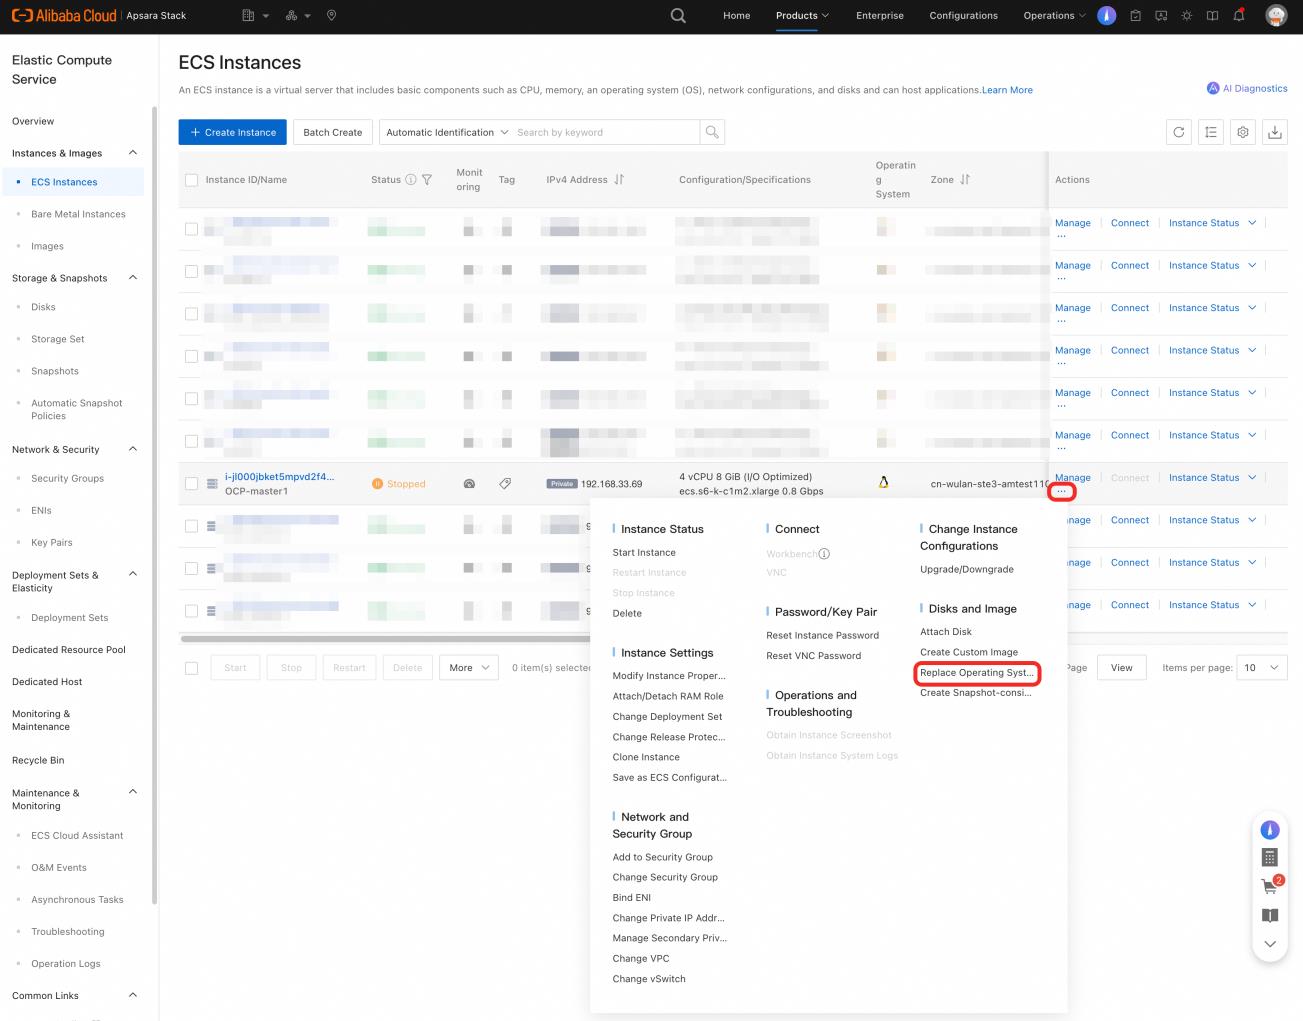 Alibaba Cloud | Apsara Stack
Home
Products
Enterprise
Configurations
Operations
Elastic Compute
Service
Overview
Instances & Images
ECS Instances
Bare Metal Instances
Images
Storage & Snapshots
Disks
Storage Set
Snapshots
Automatic Snapshot
Policies
Network & Security
Security Groups
ENIs
Key Pairs
Deployment Sets &
Elasticity
Deployment Sets
Dedicated Resource Pool
Dedicated Host
Monitoring &
Maintenance
Recycle Bin
Maintenance &
Monitoring
ECS Cloud Assistant
O&M Events
Asynchronous Tasks
Troubleshooting
Operation Logs
Common Links
ECS Instances
An ECS instance is a virtual server that includes basic components such as CPU, memory, an operating system (OS), network configurations, and disks and can host applications.Learn More
AI Diagnostics
+ Create Instance
Batch Create
Automatic Identification
Search by keyword
Instance ID/Name
Status
Monit
oring
Tag
IPv4 Address
Configuration/Specifications
Operatin
g
System
Zone
Actions
Manage | Connect | Instance Status
...
Manage | Connect | Instance Status
...
Manage | Connect | Instance Status
...
Manage | Connect | Instance Status
...
Manage | Connect | Instance Status
...
Manage | Connect | Instance Status
...
i-jl000jbket5mpvd2f4...
OCP-master1
Stopped
Private 192.168.33.69
4 vCPU 8 GiB (I/O Optimized)
ecs.s6-k-c1m2.xlarge 0.8 Gbps
cn-wulan-ste3-amtest110
Manage | Connect | Instance Status
...
9
anage | Connect | Instance Status
9
anage | Connect | Instance Status
9
anage | Connect | Instance Status
Start
Stop
Restart
Delete
More
0 item(s) selected
Page
View
Items per page:
10
Instance Status
Start Instance
Restart Instance
Stop Instance
Delete
Instance Settings
Modify Instance Proper...
Attach/Detach RAM Role
Change Deployment Set
Change Release Protec...
Clone Instance
Save as ECS Configurat...
Network and
Security Group
Add to Security Group
Change Security Group
Bind ENI
Change Private IP Addr...
Manage Secondary Priv...
Change VPC
Change vSwitch
Connect
Workbench
VNC
Password/Key Pair
Reset Instance Password
Reset VNC Password
Operations and
Troubleshooting
Obtain Instance Screenshot
Obtain Instance System Logs
Change Instance
Configurations
Upgrade/Downgrade
Disks and Image
Attach Disk
Create Custom Image
Replace Operating Syst...
Create Snapshot-consi...
2